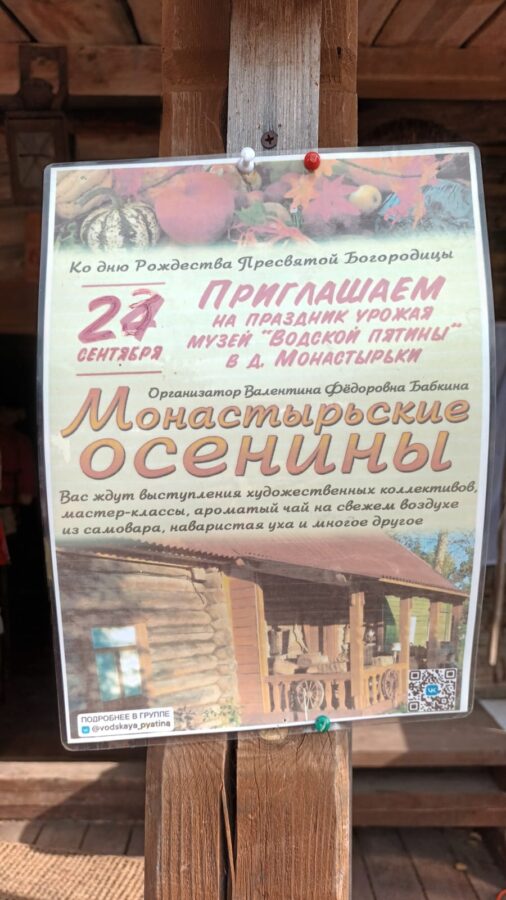 Ко дню Рождества Пресвятой Богородицы
24
СЕНТЯБРЯ
ПРИГЛАШАЕМ
НА ПРАЗДНИК УРОЖАЯ
МУЗЕЙ "ВОДСКОЙ ПЯТИНЫ"
В Д. МОНАСТЫРЬКИ
Организатор Валентина Фёдоровна Бабкина
Монастырьские
ОСЕНИНЫ
Вас ждут выступления художественных коллективов,
мастер-классы, ароматный чай на свежем воздухе
из самовара, наваристая уха и многое другое
ПОДРОБНЕЕ В ГРУППЕ
@vodskaya_pyatina